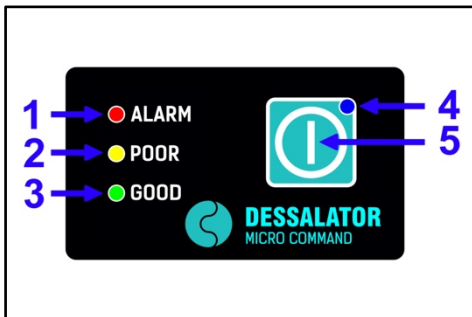 1 ALARM
2 POOR
3 GOOD
4
5
DESSALATOR
MICRO COMMAND